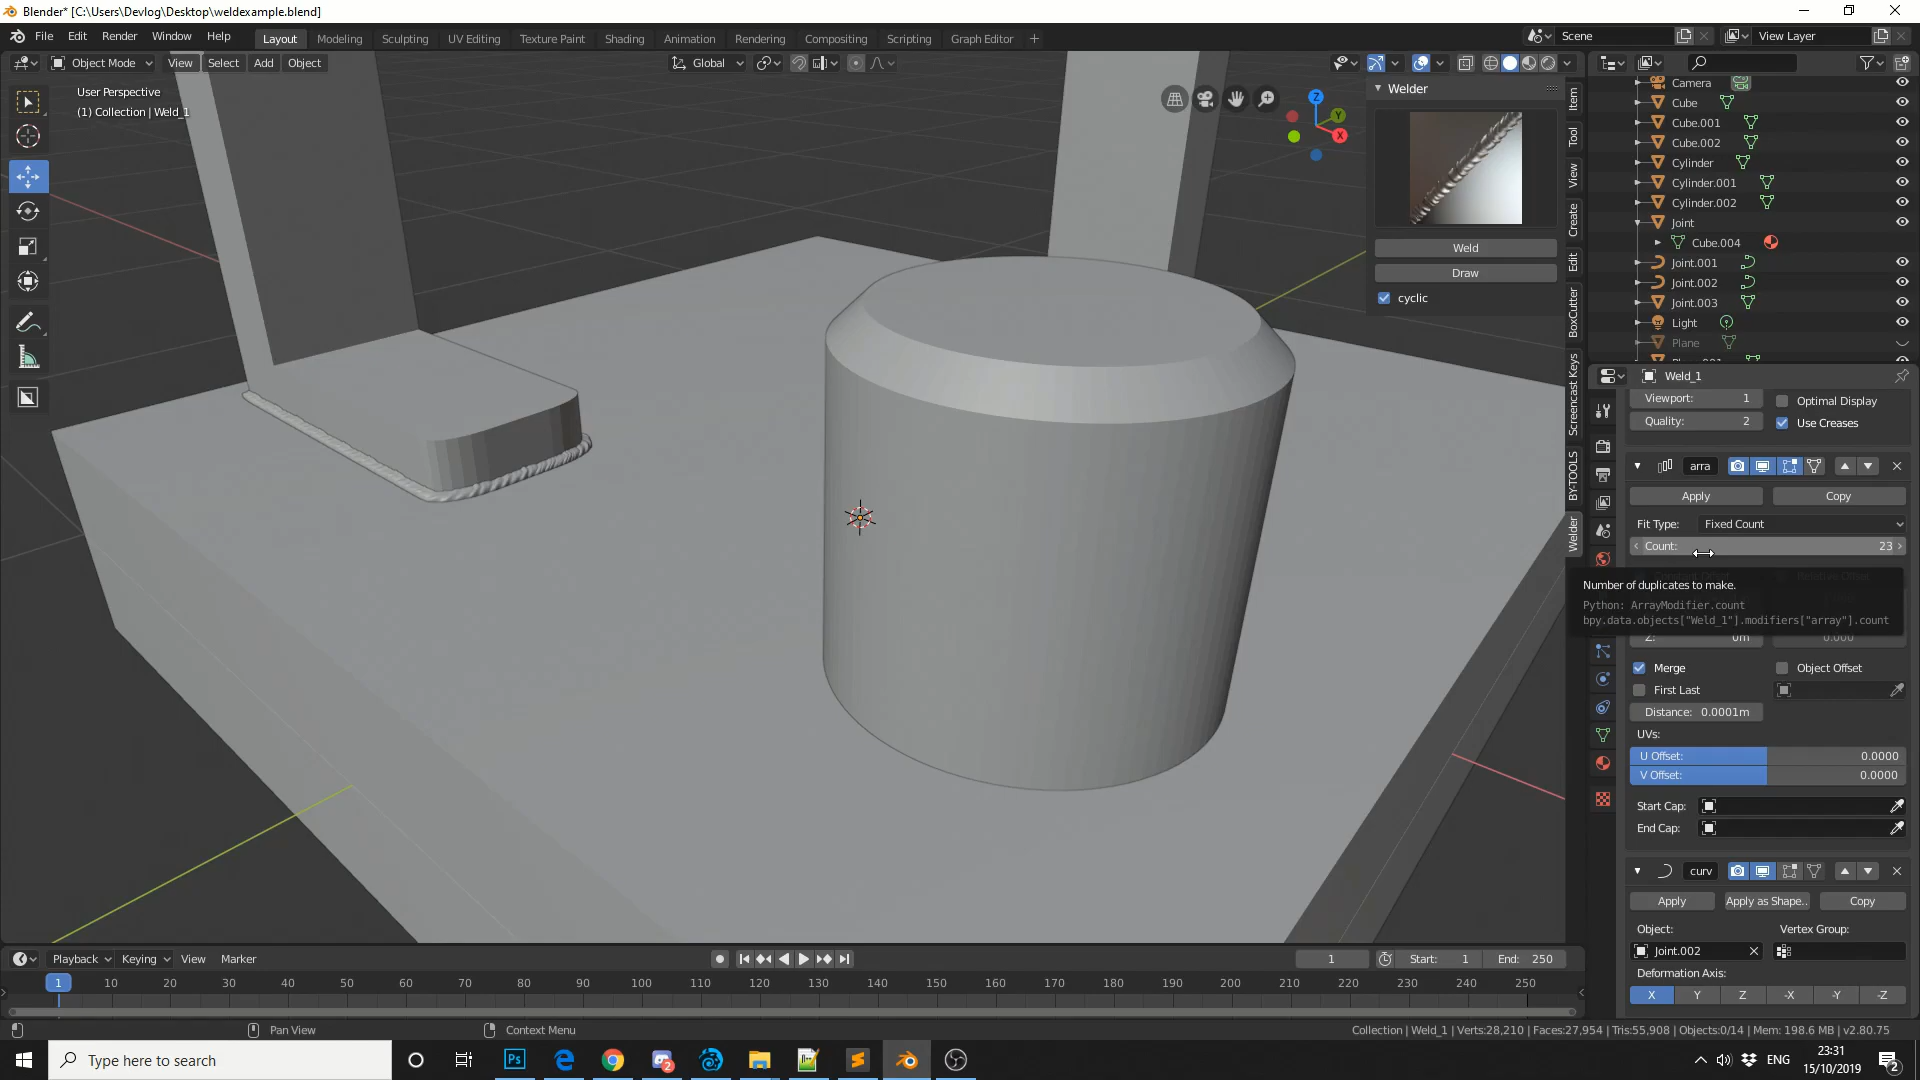 Blender* [C:\Users\Devlog\Desktop\weldexample.blend]
File Edit Render Window Help
Layout Modeling Sculpting UV Editing Texture Paint Shading Animation Rendering Compositing Scripting Graph Editor +
Scene
View Layer
Object Mode View Select Add Object
Global
User Perspective
(1) Collection | Weld_1
Z
Y
X
Welder
Weld
Draw
cyclic
Item
Tool
View
Create
Edit
BoxCutter
Screencast Keys
BY-TOOLS
Welder
Camera
Cube
Cube.001
Cube.002
Cylinder
Cylinder.001
Cylinder.002
Joint
Cube.004
Joint.001
Joint.002
Joint.003
Light
Plane
Weld_1
Viewport: 1
Optimal Display
Quality: 2
Use Creases
arra
Apply Copy
Fit Type: Fixed Count
Count: 23
Number of duplicates to make.
Python: ArrayModifier.count
bpy.data.objects["Weld_1"].modifiers["array"].count
Z: 0m
0.000
Merge
Object Offset
First Last
Distance: 0.0001m
UVs:
U Offset: 0.0000
V Offset: 0.0000
Start Cap:
End Cap:
curv
Apply Apply as Shape.. Copy
Object: Vertex Group:
Joint.002
Deformation Axis:
X Y Z -X -Y -Z
Playback Keying View Marker
1 Start: 1 End: 250
1 10 20 30 40 50 60 70 80 90 100 110 120 130 140 150 160 170 180 190 200 210 220 230 240 250
Pan View
Context Menu
Collection | Weld_1 | Verts:28,210 | Faces:27,954 | Tris:55,908 | Objects:0/14 | Mem: 198.6 MB | v2.80.75
Type here to search
Ps
2
ENG
23:31
15/10/2019
2